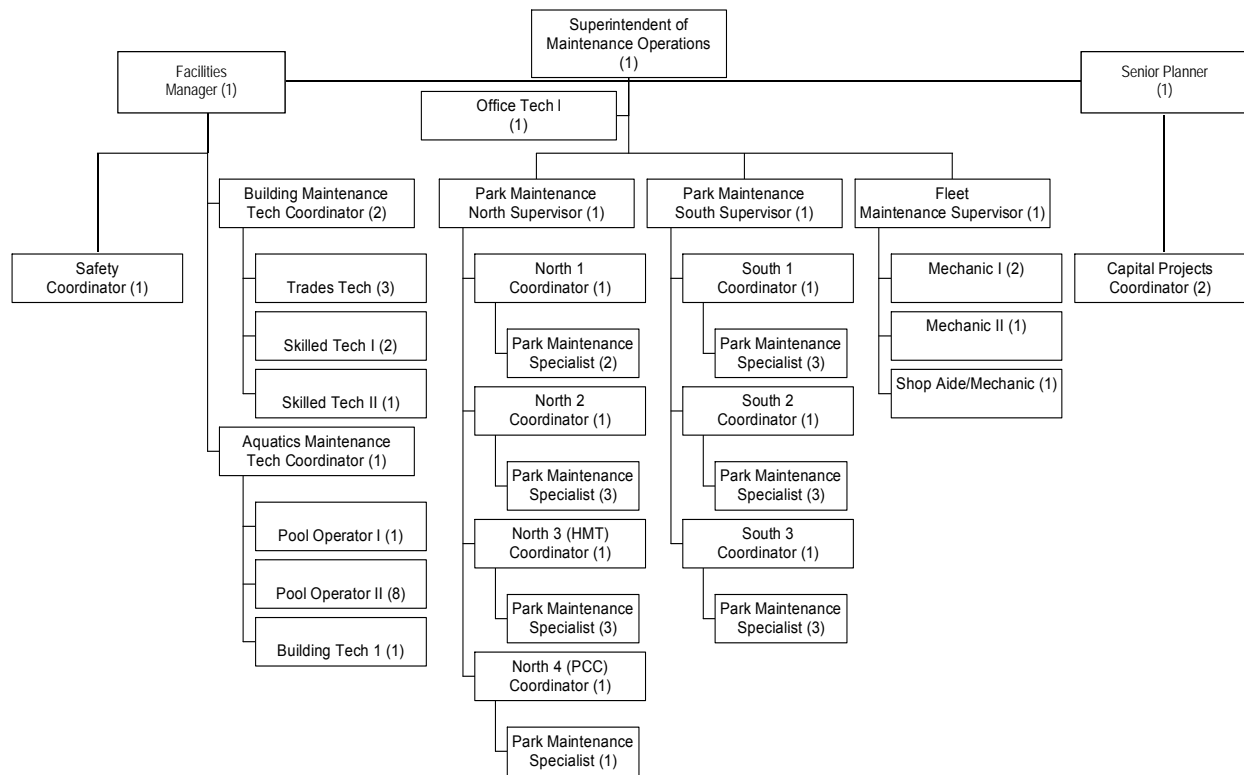 Superintendent of
Maintenance Operations
(1)
Facilities
Manager (1)
Senior Planner
(1)
Office Tech I
(1)
Building Maintenance
Tech Coordinator (2)
Park Maintenance
North Supervisor (1)
Park Maintenance
South Supervisor (1)
Fleet
Maintenance Supervisor (1)
Safety
Coordinator (1)
Trades Tech (3)
Skilled Tech I (2)
Skilled Tech II (1)
Aquatics Maintenance
Tech Coordinator (1)
Pool Operator I (1)
Pool Operator II (8)
Building Tech 1 (1)
North 1
Coordinator (1)
Park Maintenance
Specialist (2)
North 2
Coordinator (1)
Park Maintenance
Specialist (3)
North 3 (HMT)
Coordinator (1)
Park Maintenance
Specialist (3)
North 4 (PCC)
Coordinator (1)
Park Maintenance
Specialist (1)
South 1
Coordinator (1)
Park Maintenance
Specialist (3)
South 2
Coordinator (1)
Park Maintenance
Specialist (3)
South 3
Coordinator (1)
Park Maintenance
Specialist (3)
Mechanic I (2)
Mechanic II (1)
Shop Aide/Mechanic (1)
Capital Projects
Coordinator (2)